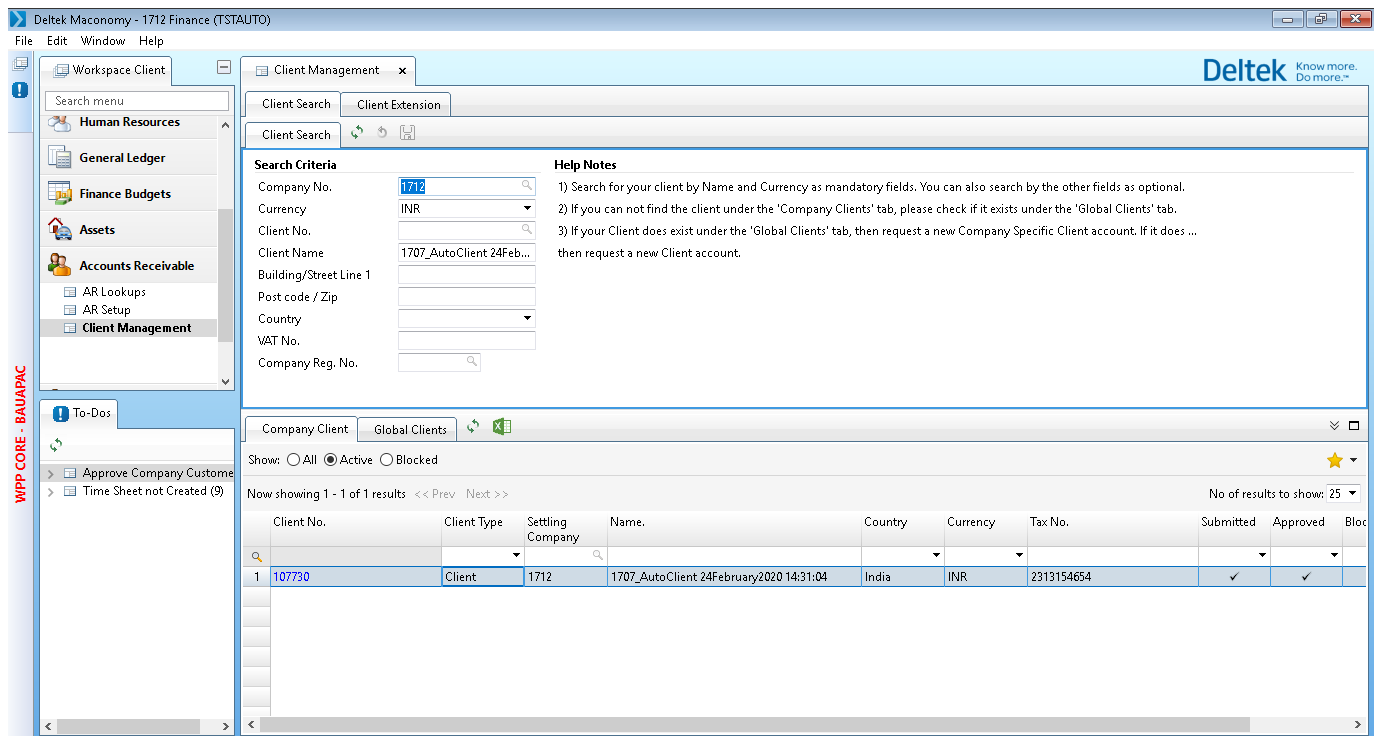 Deltek Maconomy - 1712 Finance (TSTAUTO)
File Edit Window Help
Workspace Client
Client Management
Deltek Know more. Do more.™
Search menu
Human Resources
General Ledger
Finance Budgets
Assets
Accounts Receivable
AR Lookups
AR Setup
Client Management
WPP CORE - BAUAPAC
To-Dos
Approve Company Custome
Time Sheet not Created (9)
Client Search Client Extension
Client Search
Search Criteria
Company No. 1712
Currency INR
Client No.
Client Name 1707_AutoClient 24Feb...
Building/Street Line 1
Post code / Zip
Country
VAT No.
Company Reg. No.
Help Notes
1) Search for your client by Name and Currency as mandatory fields. You can also search by the other fields as optional.
2) If you can not find the client under the 'Company Clients' tab, please check if it exists under the 'Global Clients' tab.
3) If your Client does exist under the 'Global Clients' tab, then request a new Company Specific Client account. If it does ...
then request a new Client account.
Company Client Global Clients
Show: All Active Blocked
Now showing 1 - 1 of 1 results << Prev Next >> No of results to show: 25
Client No. Client Type Settling Company Name. Country Currency Tax No. Submitted Approved Bloc
1 107730 Client 1712 1707_AutoClient 24February2020 14:31:04 India INR 2313154654 ✓ ✓